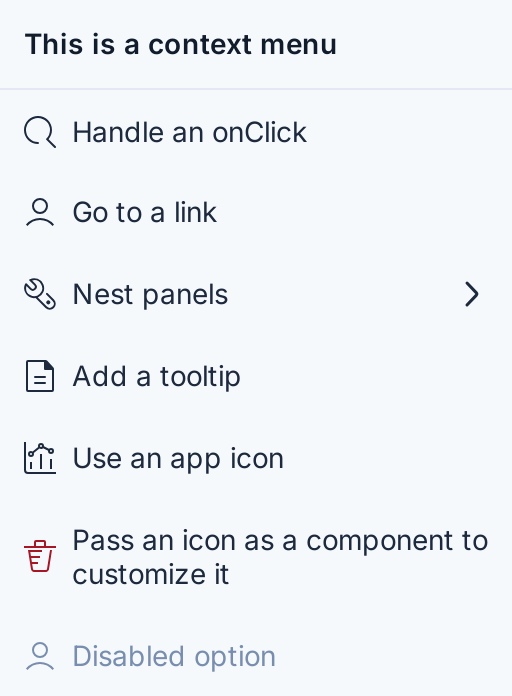 This is a context menu
Handle an onClick
Go to a link
Nest panels
Add a tooltip
Use an app icon
Pass an icon as a component to
customize it
Disabled option